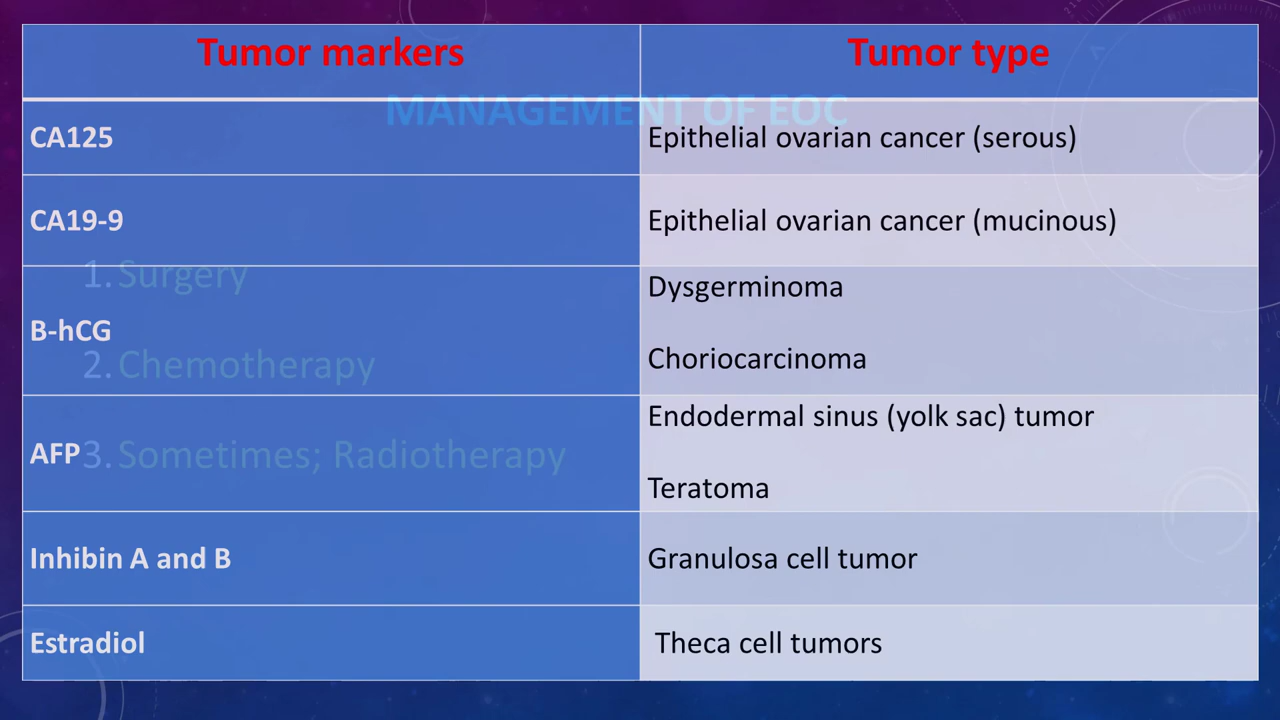 Tumor markers
Tumor type
MANAGEMENT OF EOC
CA125
Epithelial ovarian cancer (serous)
CA19-9
Epithelial ovarian cancer (mucinous)
1. Surgery
B-hCG
Dysgerminoma
Choriocarcinoma
2. Chemotherapy
AFP
Endodermal sinus (yolk sac) tumor
Teratoma
3. Sometimes; Radiotherapy
Inhibin A and B
Granulosa cell tumor
Estradiol
Theca cell tumors